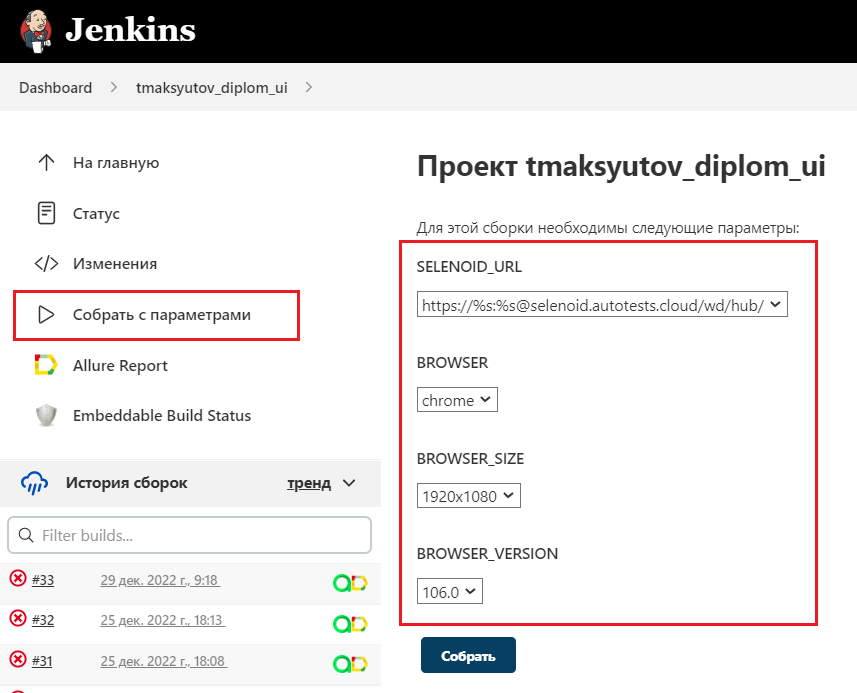 Jenkins
Dashboard
tmaksyutov_diplom_ui
На главную
Статус
Изменения
Собрать с параметрами
Allure Report
Embeddable Build Status
История сборок
тренд
Filter builds...
#33 29 дек. 2022 г., 9:18
#32 25 дек. 2022 г., 18:13
#31 25 дек. 2022 г., 18:08
Проект tmaksyutov_diplom_ui
Для этой сборки необходимы следующие параметры:
SELENOID_URL
https://%s:%s@selenoid.autotests.cloud/wd/hub/
BROWSER
chrome
BROWSER_SIZE
1920x1080
BROWSER_VERSION
106.0
Собрать